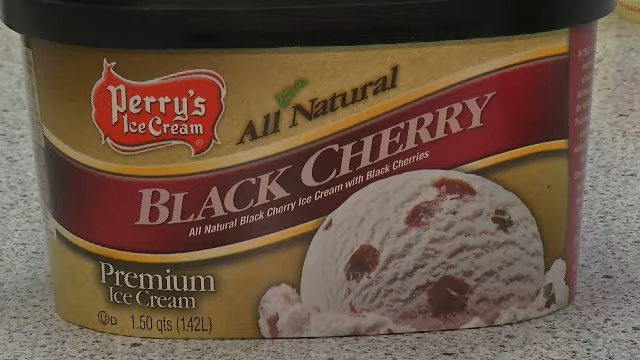 Perry's
Ice Cream
®
All Natural
BLACK CHERRY
All Natural Black Cherry Ice Cream with Black Cherries
Premium
Ice Cream
U D 1.50 qts (1.42L)